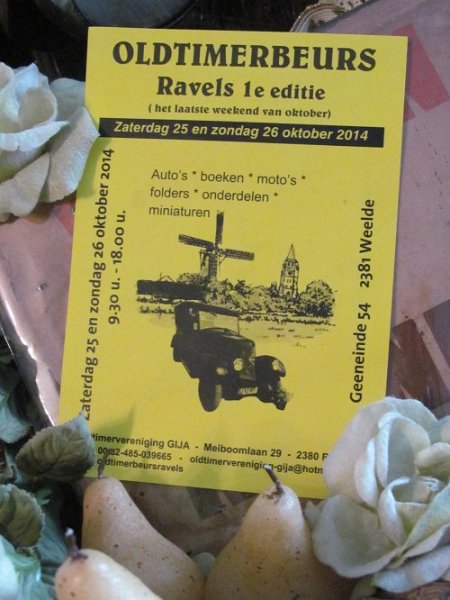 OLDTIMERBEURS
Ravels 1e editie
( het laatste weekend van oktober)
Zaterdag 25 en zondag 26 oktober 2014
Zaterdag 25 en zondag 26 oktober 2014
9.30 u. - 18.00 u.
Auto's * boeken * moto's *
folders * onderdelen *
miniaturen
Geeneinde 54 2381 Weelde
GIJA - Meiboomlaan 29 - 2380
-485-039665 -
oldtimerbeursravels